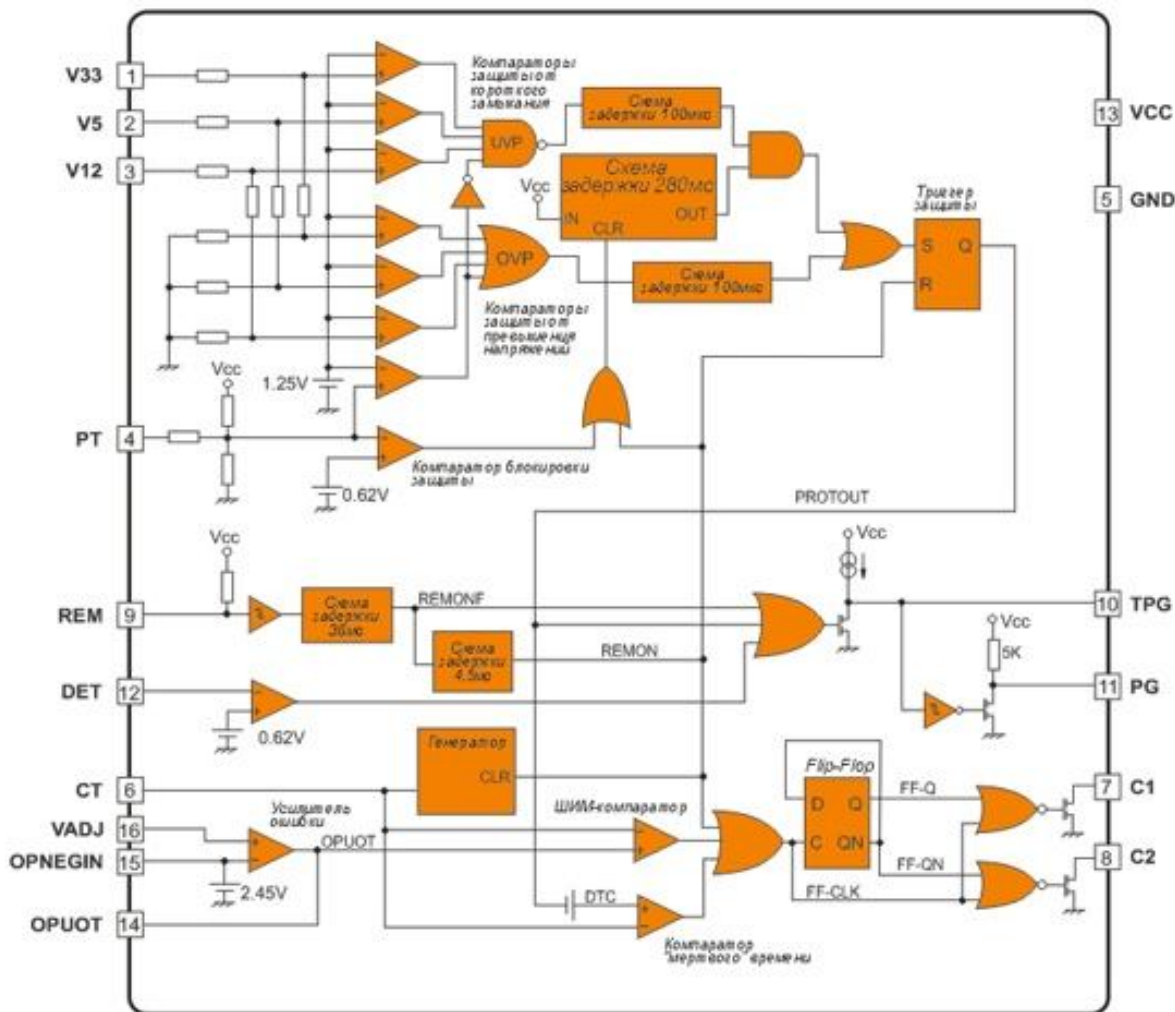 V33
1
V5
2
V12
3
Компараторы
защиты от
короткого
замыкания
UVP
Схема
задержки 100мкс
Схема
задержки 280мс
Vcc
IN
OUT
CLR
13
VCC
5
GND
Триггер
защиты
S
Q
R
OVP
Схема
задержки 100мкс
Компараторы
защиты от
превышения
напряжений
Vcc
1.25V
PT
4
0.62V
Компаратор блокировки
защиты
PROTOUT
Vcc
Vcc
REM
9
Схема
задержки
36мс
REMONF
10
TPG
Схема
задержки
4.5мс
REMON
Vcc
5K
DET
12
0.62V
11
PG
Генератор
CLR
CT
6
Flip-Flop
D
Q
C
QN
FF-Q
7
C1
VADJ
16
Усилитель
ошибки
ШИМ-компаратор
OPUOT
OPNEGIN
15
2.45V
FF-QN
8
C2
DTC
FF-CLK
OPUOT
14
Компаратор
"мертвого" времени